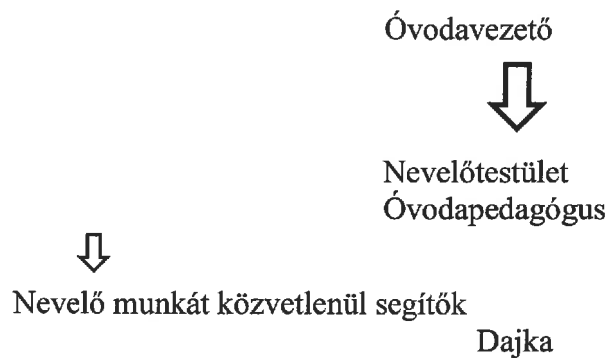 Óvodavezető
Nevelőtestület
Óvodapedagógus
Nevelő munkát közvetlenül segítők
Dajka